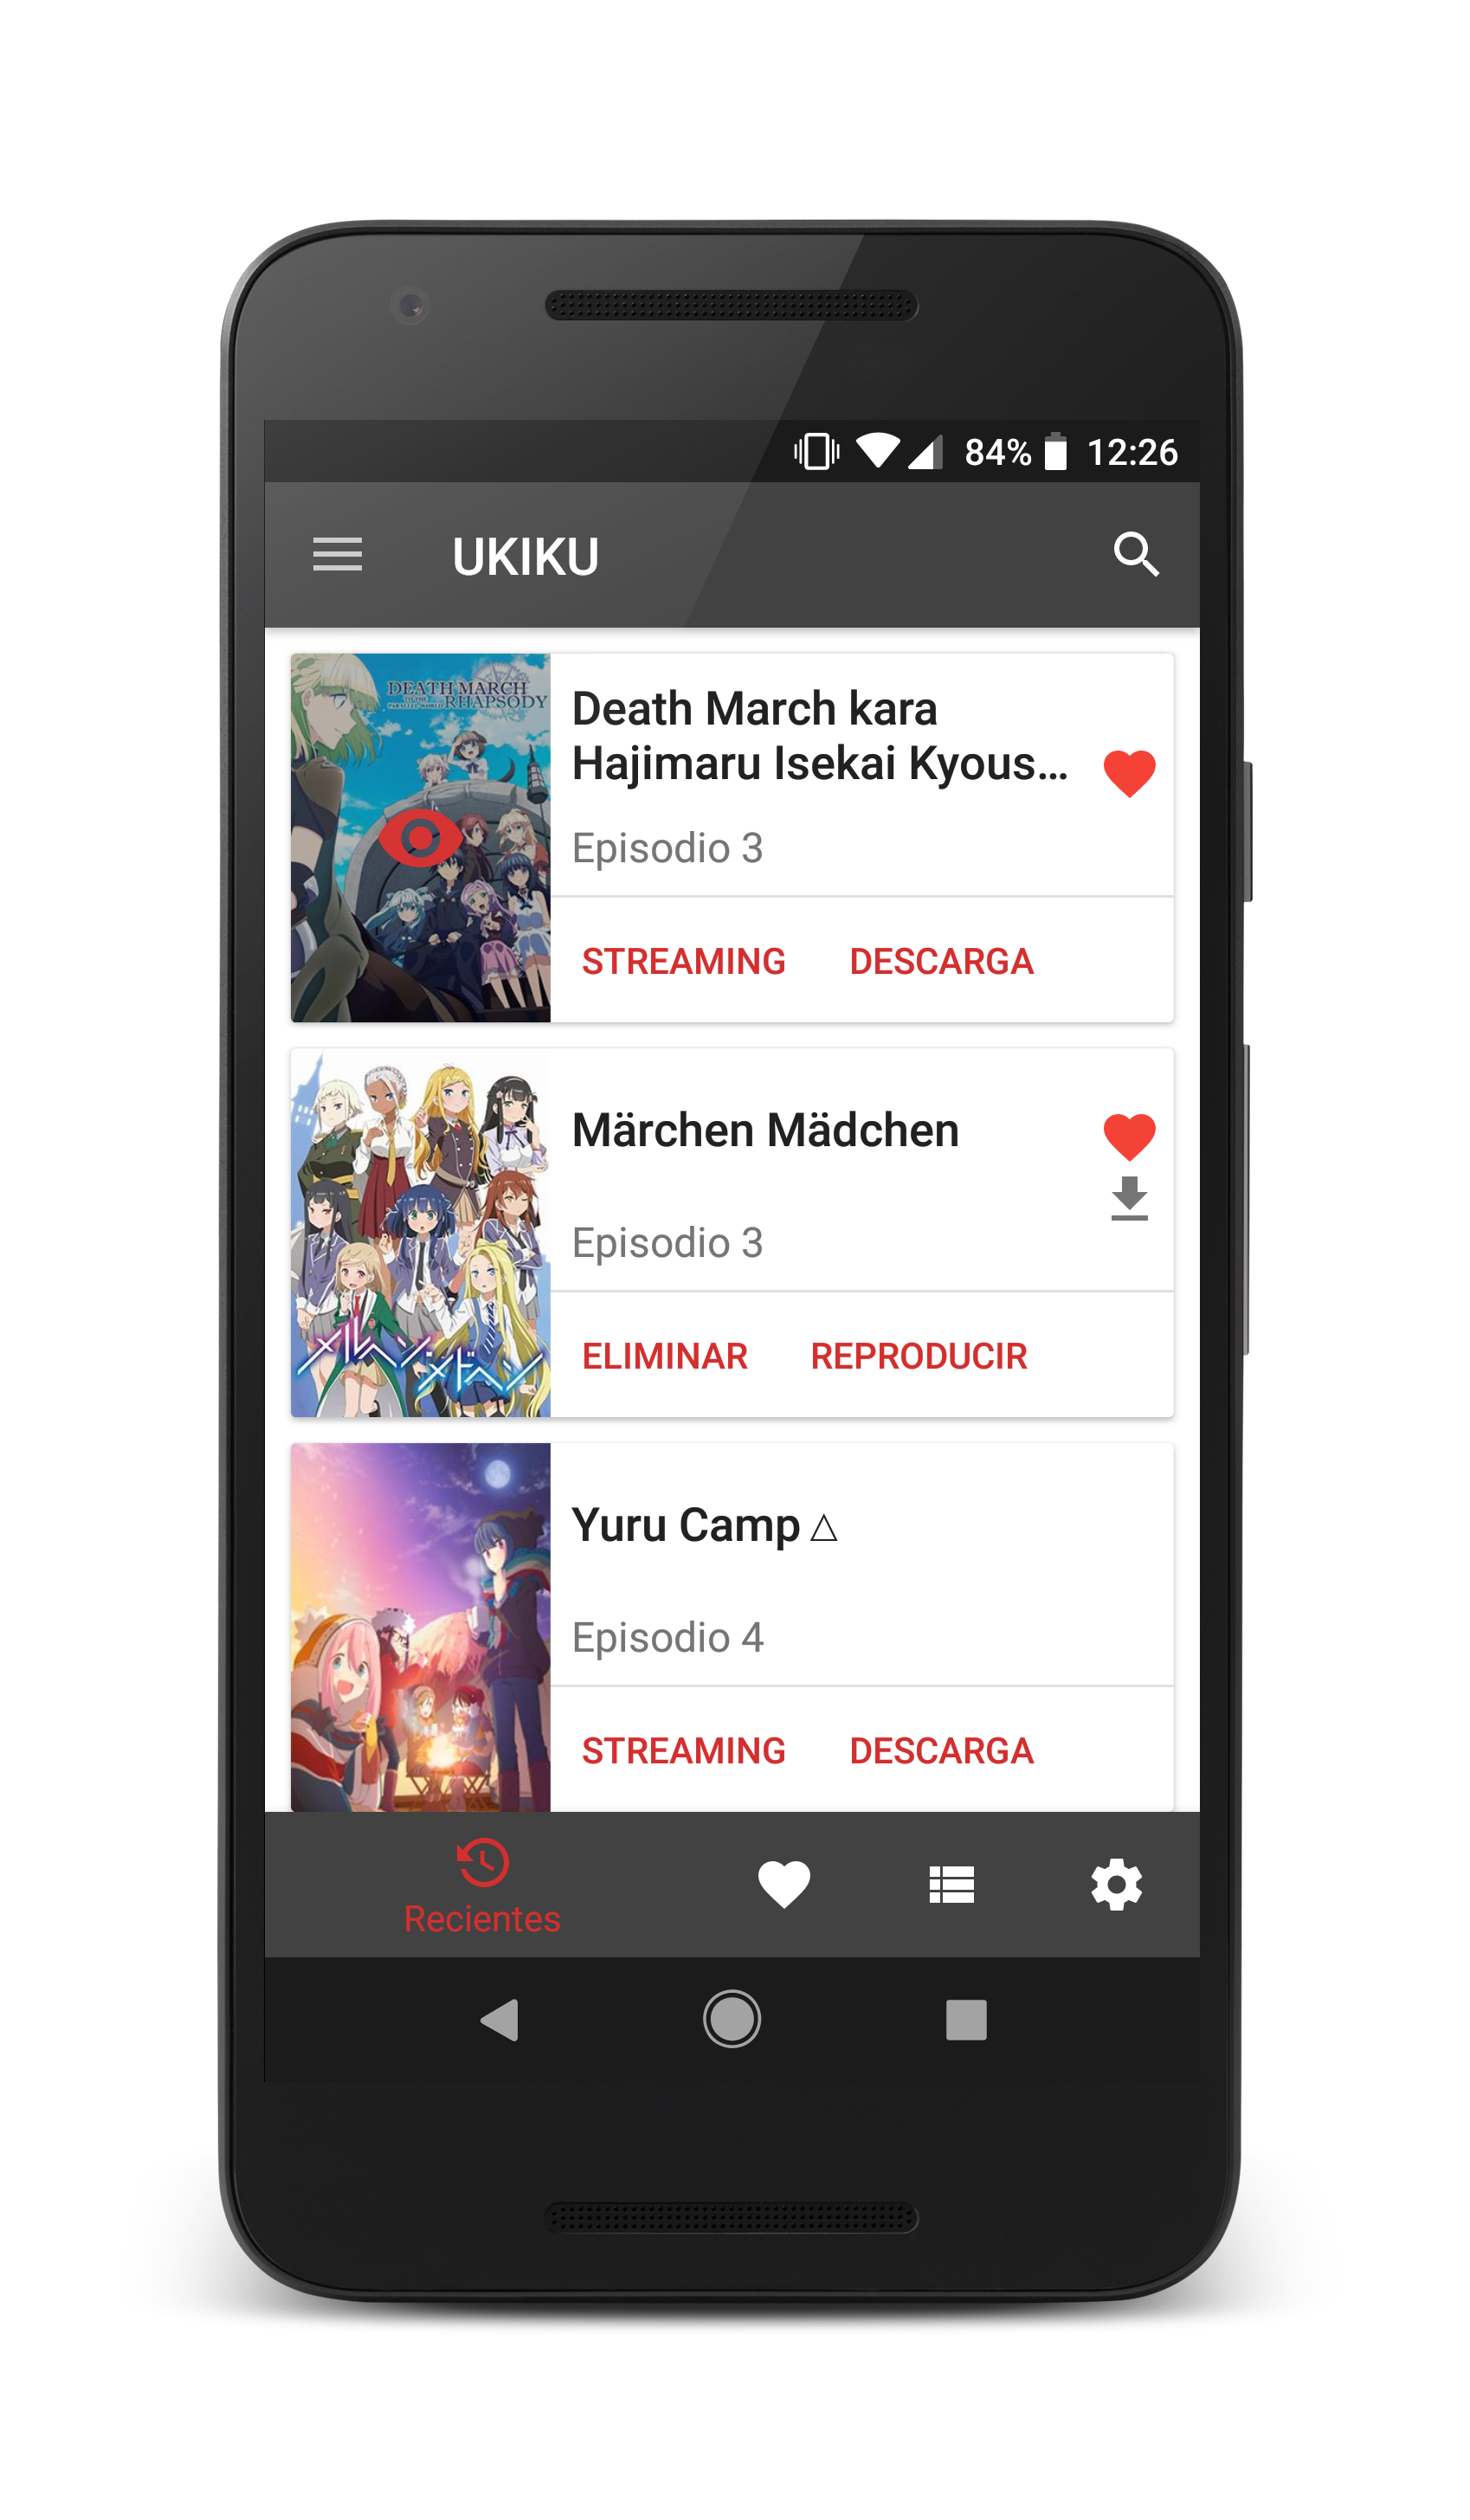 84% 12:26
UKIKU
DEATH MARCH
TO THE
PARALLEL WORLD RHAPSODY
Death March kara
Hajimaru Isekai Kyous...
Episodio 3
STREAMING DESCARGA
メルヘン・メドヘン
Märchen Mädchen
Episodio 3
ELIMINAR REPRODUCIR
Yuru Camp△
Episodio 4
STREAMING DESCARGA
Recientes